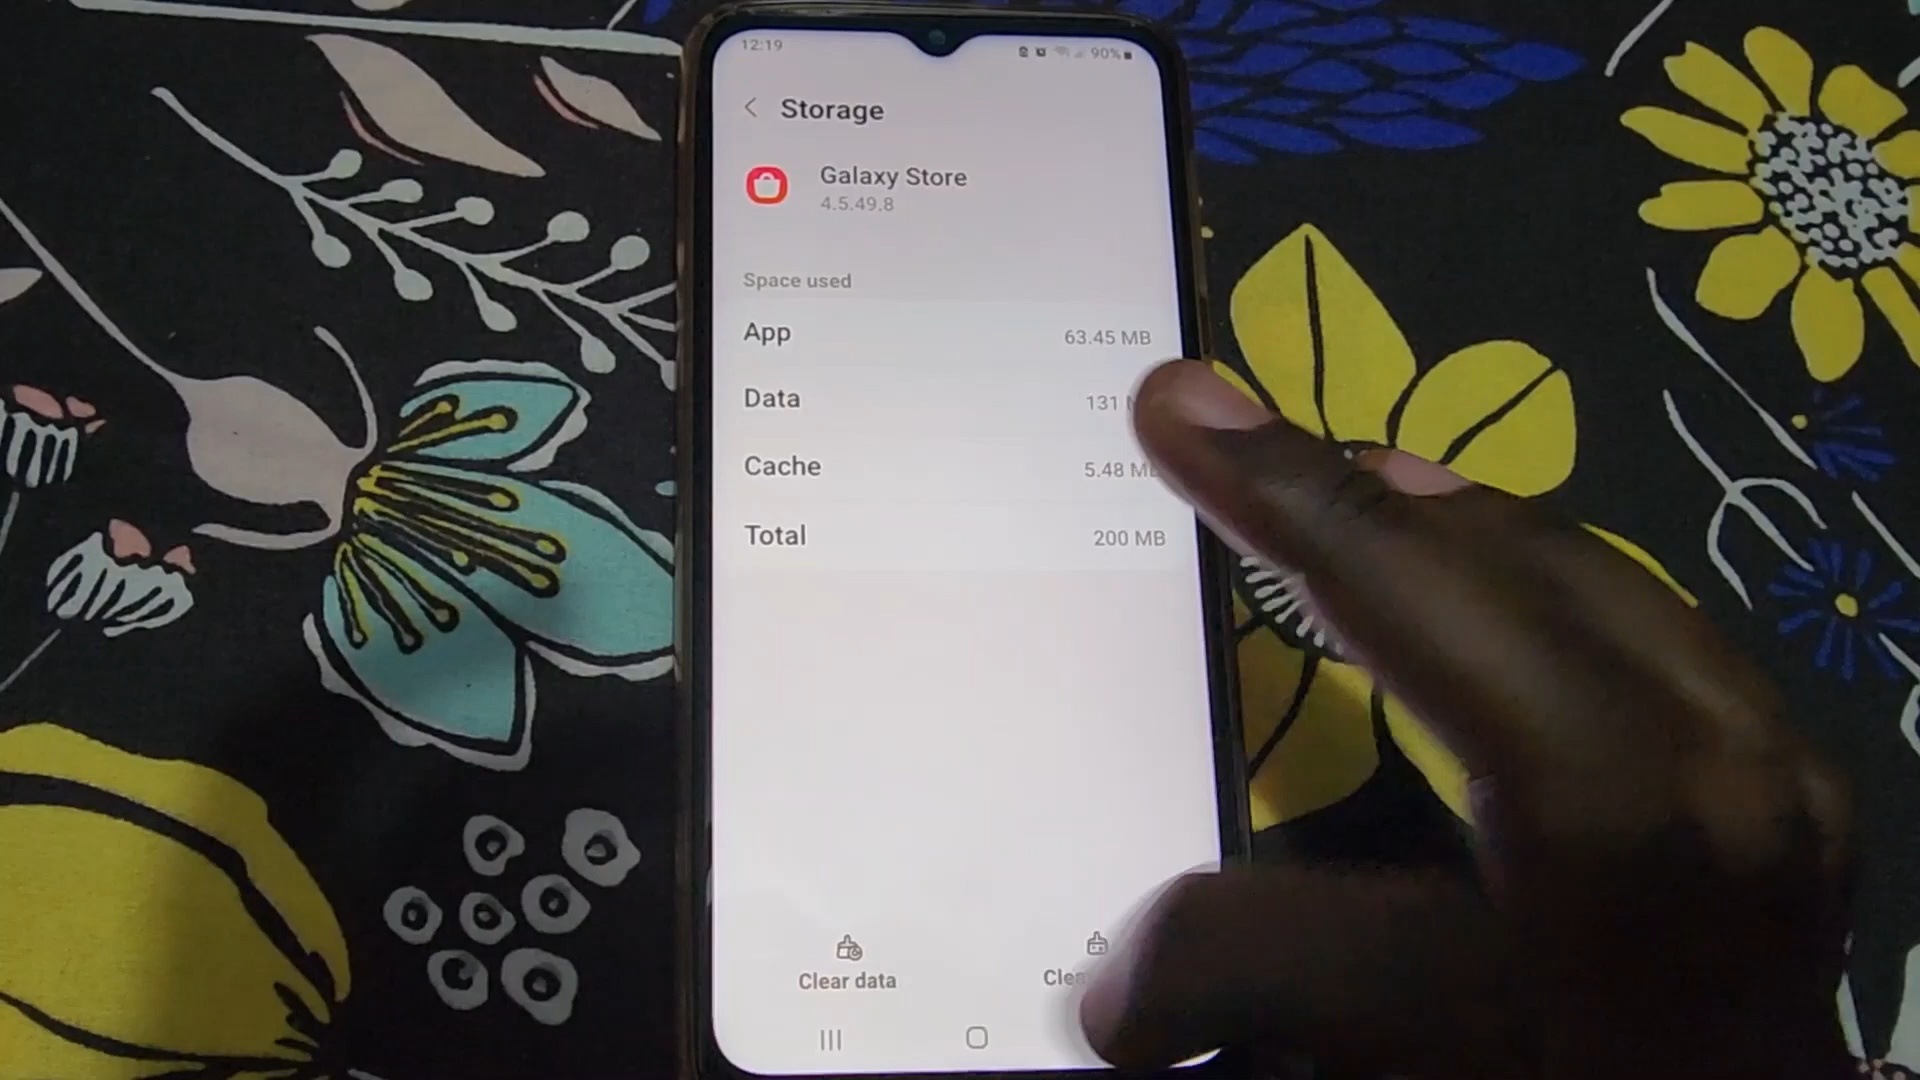 12:19
90%
Storage
Galaxy Store
4.5.49.8
Space used
App 63.45 MB
Data 131
Cache 5.48 MB
Total 200 MB
Clear data